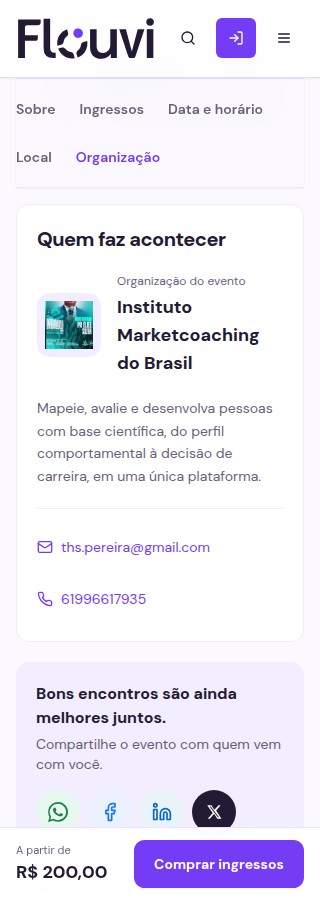 Flouvi
Sobre Ingressos Data e horário
Local Organização
Quem faz acontecer
Organização do evento
Instituto
Marketcoaching
do Brasil
Mapeie, avalie e desenvolva pessoas
com base científica, do perfil
comportamental à decisão de
carreira, em uma única plataforma.
ths.pereira@gmail.com
61996617935
Bons encontros são ainda
melhores juntos.
Compartilhe o evento com quem vem
com você.
A partir de
R$ 200,00
Comprar ingressos